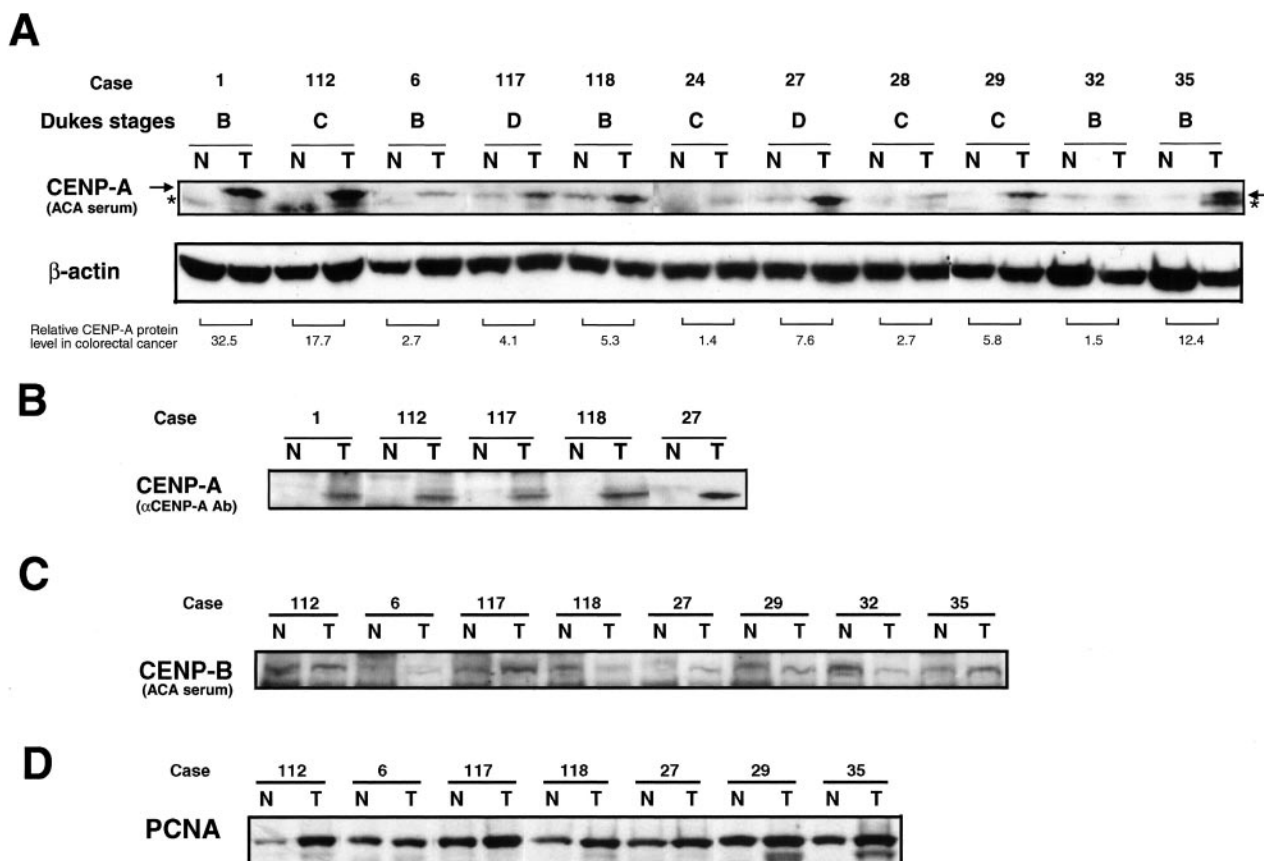 A
Case 1 112 6 117 118 24 27 28 29 32 35
Dukes stages B C B D B C D C C B B
N T N T N T N T N T N T N T N T N T N T N T
CENP-A
*
(ACA serum)
*
β-actin
Relative CENP-A protein
level in colorectal cancer
32.5 17.7 2.7 4.1 5.3 1.4 7.6 2.7 5.8 1.5 12.4
B
Case 1 112 117 118 27
N T N T N T N T N T
CENP-A
(αCENP-A Ab)
C
Case 112 6 117 118 27 29 32 35
N T N T N T N T N T N T N T N T
CENP-B
(ACA serum)
D
Case 112 6 117 118 27 29 35
N T N T N T N T N T N T N T
PCNA